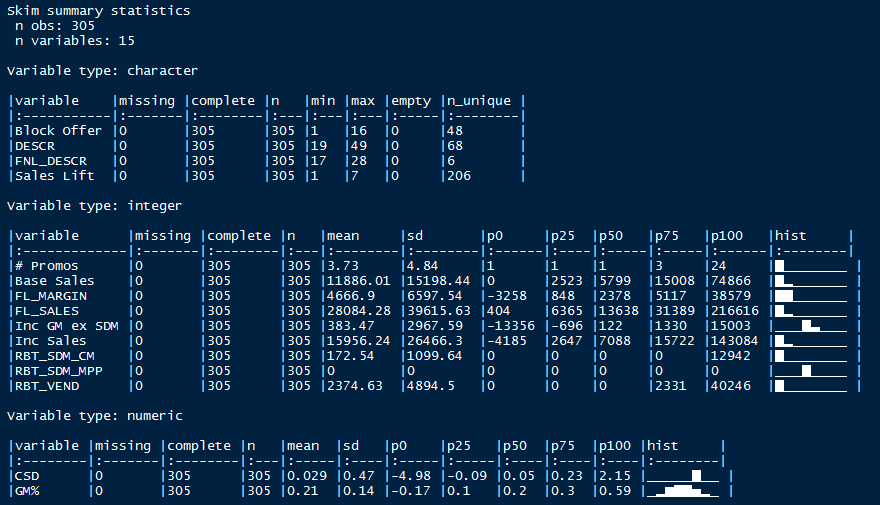 Skim summary statistics
 n obs: 305
 n variables: 15
Variable type: character
|variable     |missing |complete |n   |min |max |empty |n_unique |
|:------------|:-------|:--------|:---|:---|:---|:-----|:--------|
|Block Offer |0       |305      |305 |1   |16  |0     |48       |
|DESCR       |0       |305      |305 |19  |49  |0     |68       |
|FNL_DESCR   |0       |305      |305 |17  |28  |0     |6        |
|Sales Lift  |0       |305      |305 |1   |7   |0     |206      |
Variable type: integer
|variable      |missing |complete |n   |mean     |sd       |p0     |p25  |p50   |p75   |p100   |hist     |
|:-------------|:-------|:--------|:---|:--------|:--------|:------|:----|:-----|:-----|:------|:--------|
|# Promos      |0       |305      |305 |3.73     |4.84     |1      |1    |1     |3     |24     |
|Base Sales    |0       |305      |305 |11886.01 |15198.44 |0      |2523 |5799  |15008 |74866  |
|FL_MARGIN     |0       |305      |305 |4666.9   |6597.54  |-3258  |848  |2378  |5117  |38579  |
|FL_SALES      |0       |305      |305 |28084.28 |39615.63 |404    |6365 |13638 |31389 |216616 |
|Inc GM ex SDM |0       |305      |305 |383.47   |2967.59  |-13356 |-696 |122   |1330  |15003  |
|Inc Sales     |0       |305      |305 |15956.24 |26466.3  |-4185  |2647 |7088  |15722 |143084 |
|RBT_SDM_CM    |0       |305      |305 |172.54   |1099.64  |0      |0    |0     |0     |12942  |
|RBT_SDM_MPP   |0       |305      |305 |0        |0        |0      |0    |0     |0     |0      |
|RBT_VEND      |0       |305      |305 |2374.63  |4894.5   |0      |0    |0     |2331  |40246  |
Variable type: numeric
|variable |missing |complete |n   |mean  |sd   |p0    |p25   |p50  |p75  |p100 |hist     |
|:--------|:-------|:--------|:---|:-----|:----|:-----|:-----|:----|:----|:----|:--------|
|CSD      |0       |305      |305 |0.029 |0.47 |-4.98 |-0.09 |0.05 |0.23 |2.15 |
|GM%      |0       |305      |305 |0.21  |0.14 |-0.17 |0.1   |0.2  |0.3  |0.59 |